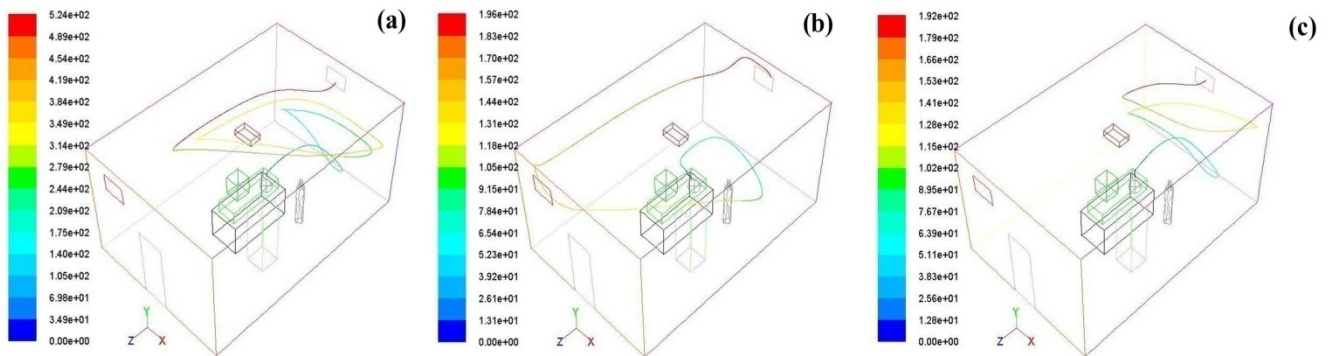 (a)
5.24e+02
4.89e+02
4.54e+02
4.19e+02
3.84e+02
3.49e+02
3.14e+02
2.79e+02
2.44e+02
2.09e+02
1.75e+02
1.40e+02
1.05e+02
6.98e+01
3.49e+01
0.00e+00
Y
Z
X
(b)
1.96e+02
1.83e+02
1.70e+02
1.57e+02
1.44e+02
1.31e+02
1.18e+02
1.05e+02
9.15e+01
7.84e+01
6.53e+01
5.23e+01
3.92e+01
2.61e+01
1.31e+01
0.00e+00
Y
Z
X
(c)
1.92e+02
1.79e+02
1.66e+02
1.53e+02
1.41e+02
1.28e+02
1.15e+02
1.02e+02
8.95e+01
7.67e+01
6.39e+01
5.11e+01
3.83e+01
2.56e+01
1.28e+01
0.00e+00
Y
Z
X